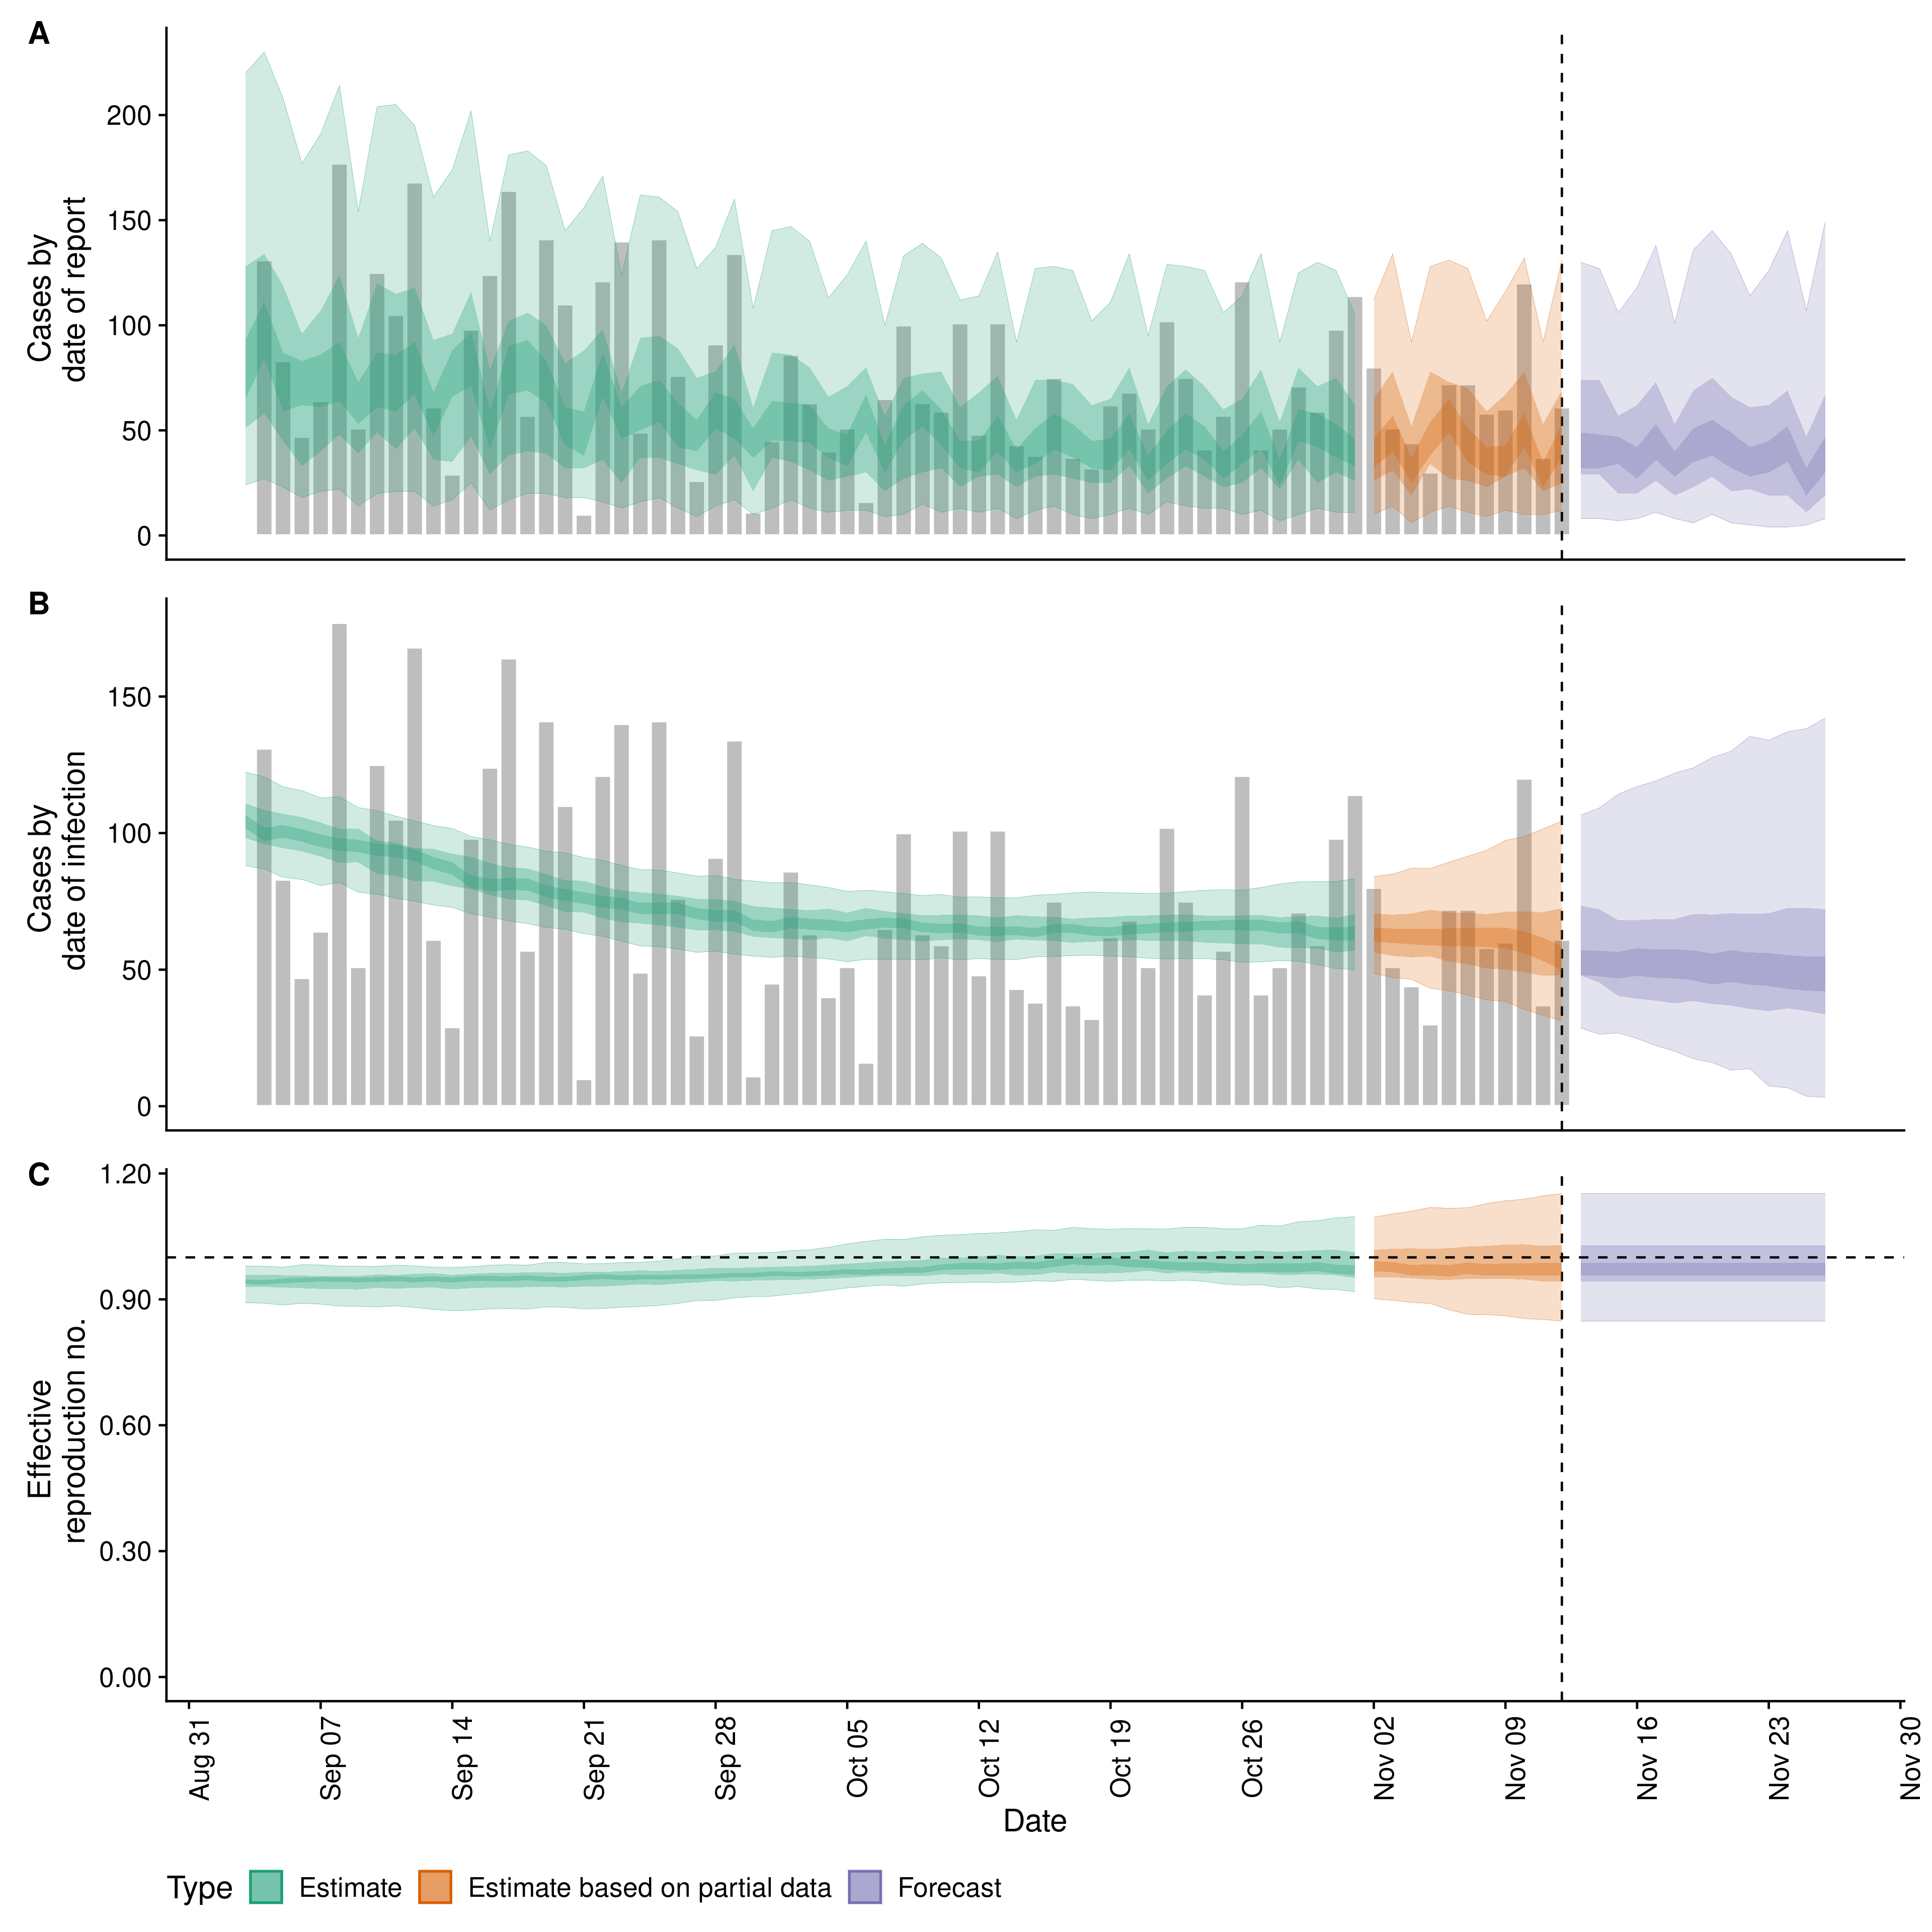 A
Cases by
date of report
200
150
100
50
0
B
Cases by
date of infection
150
100
50
0
C
Effective
reproduction no.
1.20
0.90
0.60
0.30
0.00
Aug 31
Sep 07
Sep 14
Sep 21
Sep 28
Oct 05
Oct 12
Oct 19
Oct 26
Nov 02
Nov 09
Nov 16
Nov 23
Nov 30
Date
Type Estimate Estimate based on partial data Forecast